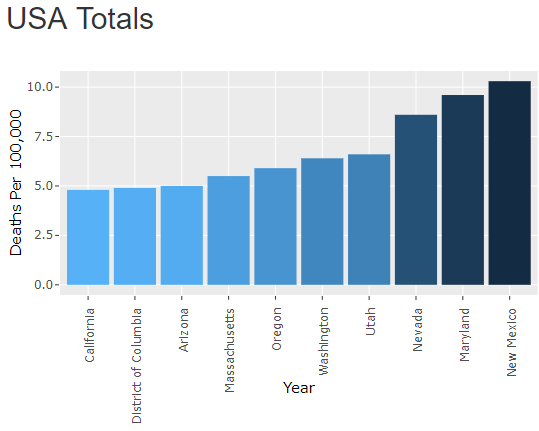 USA Totals
Deaths Per 100,000
10.0
7.5
5.0
2.5
0.0
California
District of Columbia
Arizona
Massachusetts
Oregon
Washington
Utah
Nevada
Maryland
New Mexico
Year